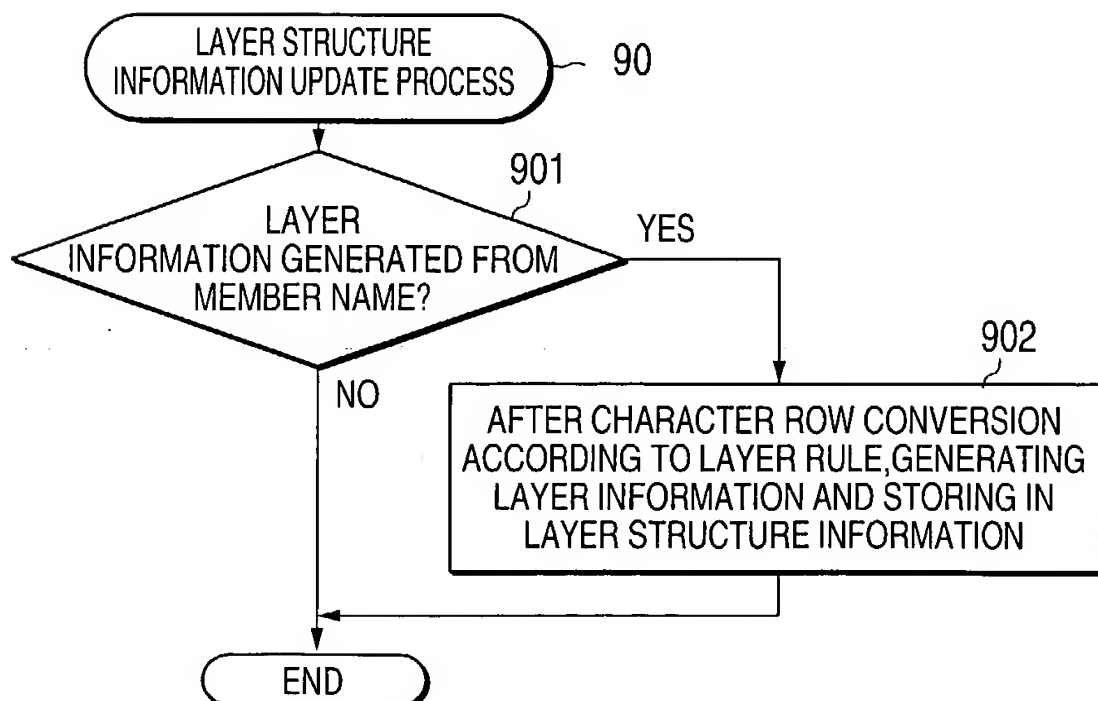 LAYER STRUCTURE
INFORMATION UPDATE PROCESS
90
901
LAYER
INFORMATION GENERATED FROM
MEMBER NAME?
YES
NO
902
AFTER CHARACTER ROW CONVERSION
ACCORDING TO LAYER RULE,GENERATING
LAYER INFORMATION AND STORING IN
LAYER STRUCTURE INFORMATION
END